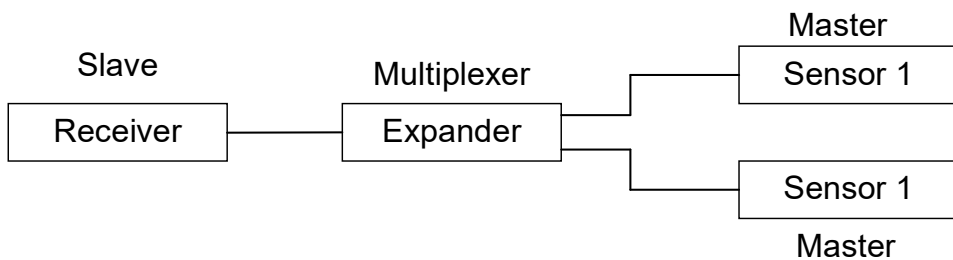 Slave
Receiver
Multiplexer
Expander
Master
Sensor 1
Sensor 1
Master